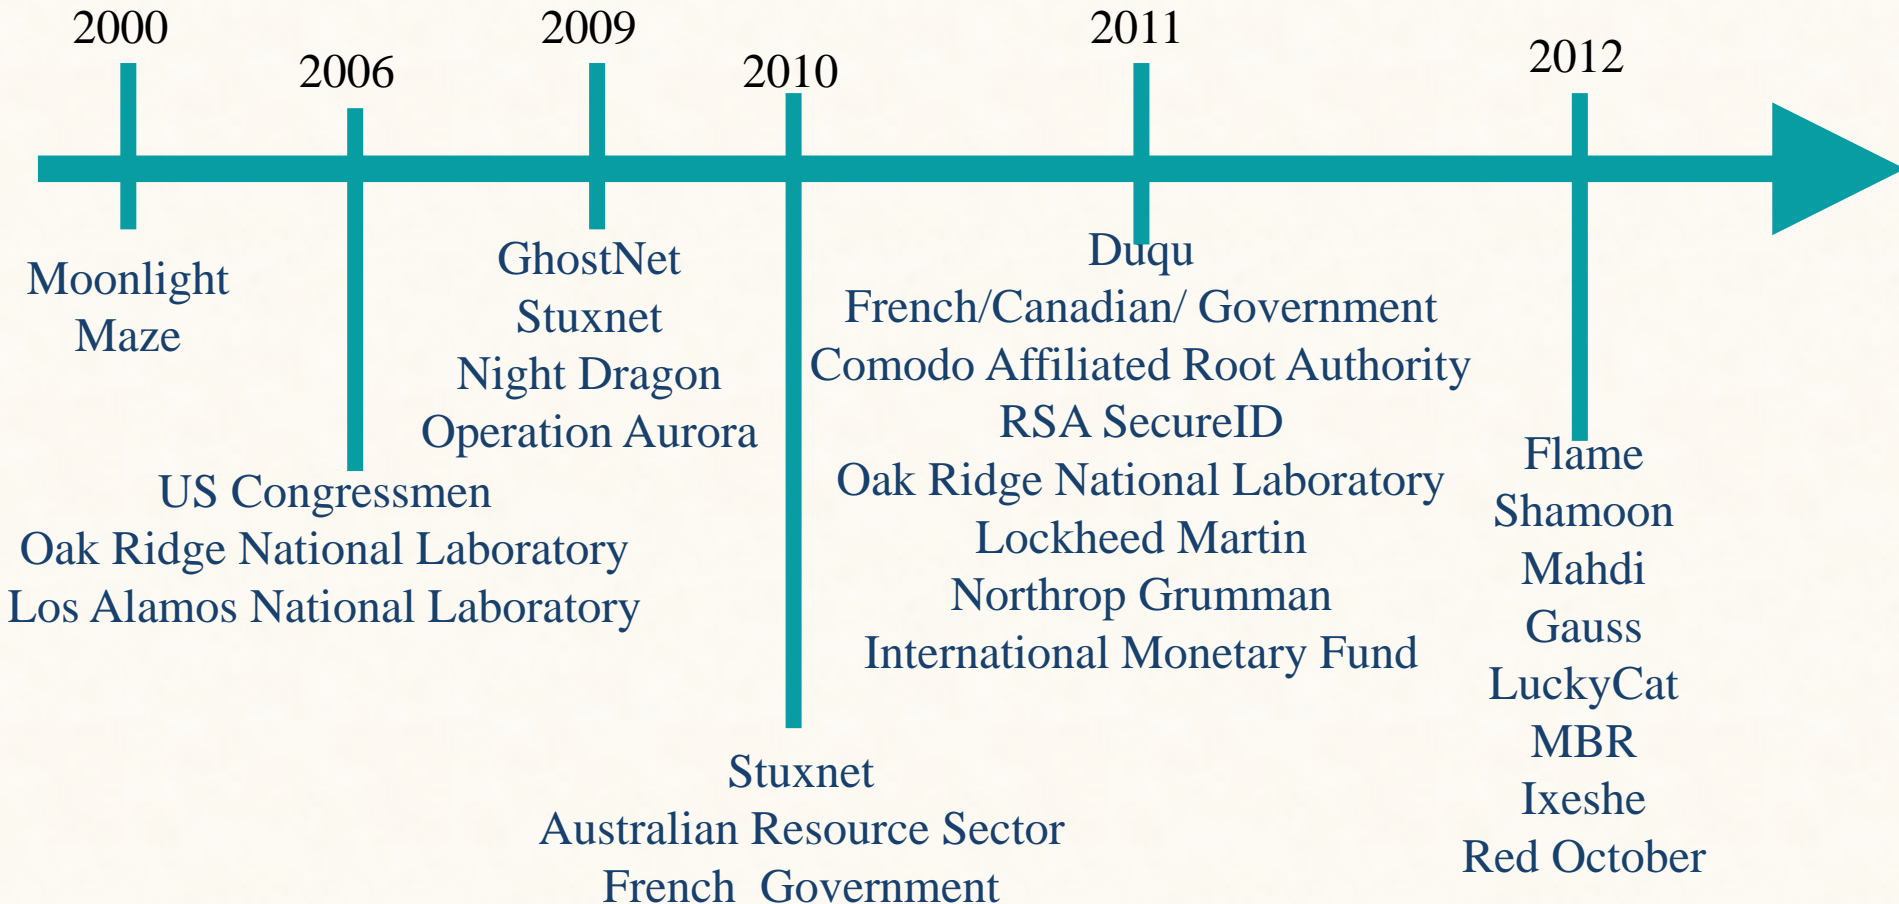 2000
2006
2009
2010
2011
2012
Moonlight
Maze
US Congressmen
Oak Ridge National Laboratory
Los Alamos National Laboratory
GhostNet
Stuxnet
Night Dragon
Operation Aurora
Stuxnet
Australian Resource Sector
French  Government
Duqu
French/Canadian/ Government
Comodo Affiliated Root Authority
RSA SecureID
Oak Ridge National Laboratory
Lockheed Martin
Northrop Grumman
International Monetary Fund
Flame
Shamoon
Mahdi
Gauss
LuckyCat
MBR
Ixeshe
Red October